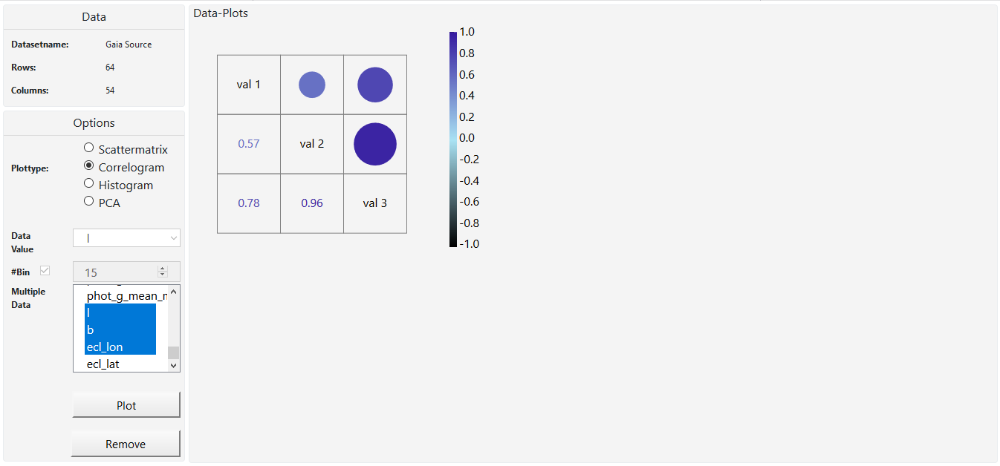 Data
Datasetname: Gaia Source
Rows: 64
Columns: 54
Options
Plottype:
Scattermatrix
Correlogram
Histogram
PCA
Data Value
l
#Bin
15
Multiple Data
phot_g_mean_m
l
b
ecl_lon
ecl_lat
Plot
Remove
Data-Plots
val 1
0.57 val 2
0.78 0.96 val 3
1.0
0.8
0.6
0.4
0.2
0.0
-0.2
-0.4
-0.6
-0.8
-1.0